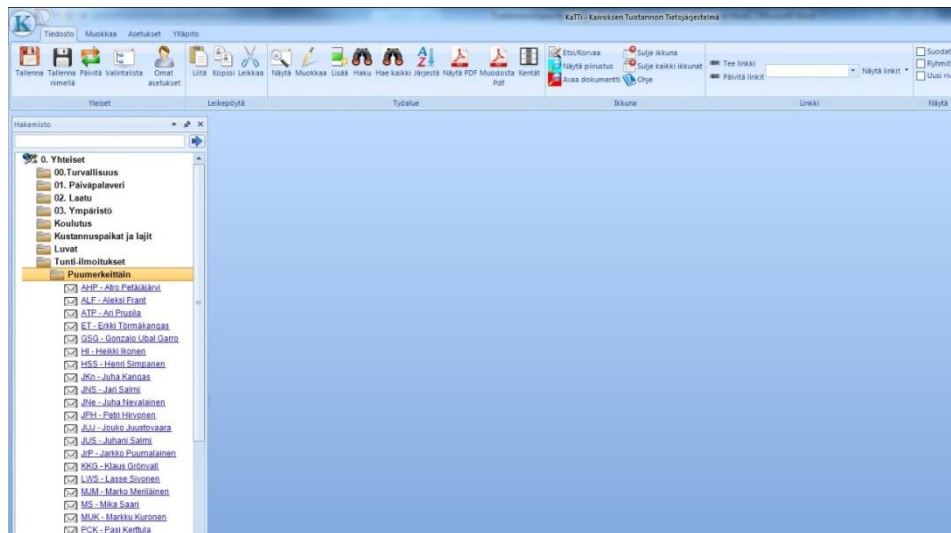 KaTTi - Kaivoksen Tuotannon Tietojärjestelmä
K
Tiedosto Muokkaa Asetukset Ylläpito
Tallenna Tallenna nimellä Päivitä Valintalista Omat asetukset
Liitä Kopioi Leikkaa
Näytä Muokkaa Lisää Haku Hae kaikki Järjestä Näytä PDF Muodosta Pdf Kentät
Etsi/Korvaa Sulje ikkuna
Näytä piirustus Sulje kaikki ikkunat
Avaa dokumentti Ohje
Tee linkki
Päivitä linkit
Näytä linkit
Suodat
Ryhmit
Uusi riv
Yleiset Leikepöytä Työalue Ikkuna Linkki Näytä
Hakemisto
0. Yhteiset
00.Turvallisuus
01. Päiväpalaveri
02. Laatu
03. Ympäristö
Koulutus
Kustannuspaikat ja lajit
Luvat
Tunti-ilmoitukset
Puumerkeittäin
AHP - Atro Petäjäjärvi
ALF - Aleksi Frant
ATP - Ari Prusila
ET - Erkki Törmäkangas
GSG - Gonzalo Ubal Garro
HI - Heikki Ikonen
HSS - Henri Simpanen
JKn - Juha Kangas
JNS - Jari Salmi
JNe - Juha Nevalainen
JPH - Petri Hirvonen
JUJ - Jouko Juustovaara
JUS - Juhani Salmi
JrP - Jarkko Puumalainen
KKG - Klaus Grönvall
LWS - Lasse Sivonen
MJM - Marko Meriläinen
MS - Mika Saari
MUK - Markku Kuronen
PCK - Pasi Kerttula